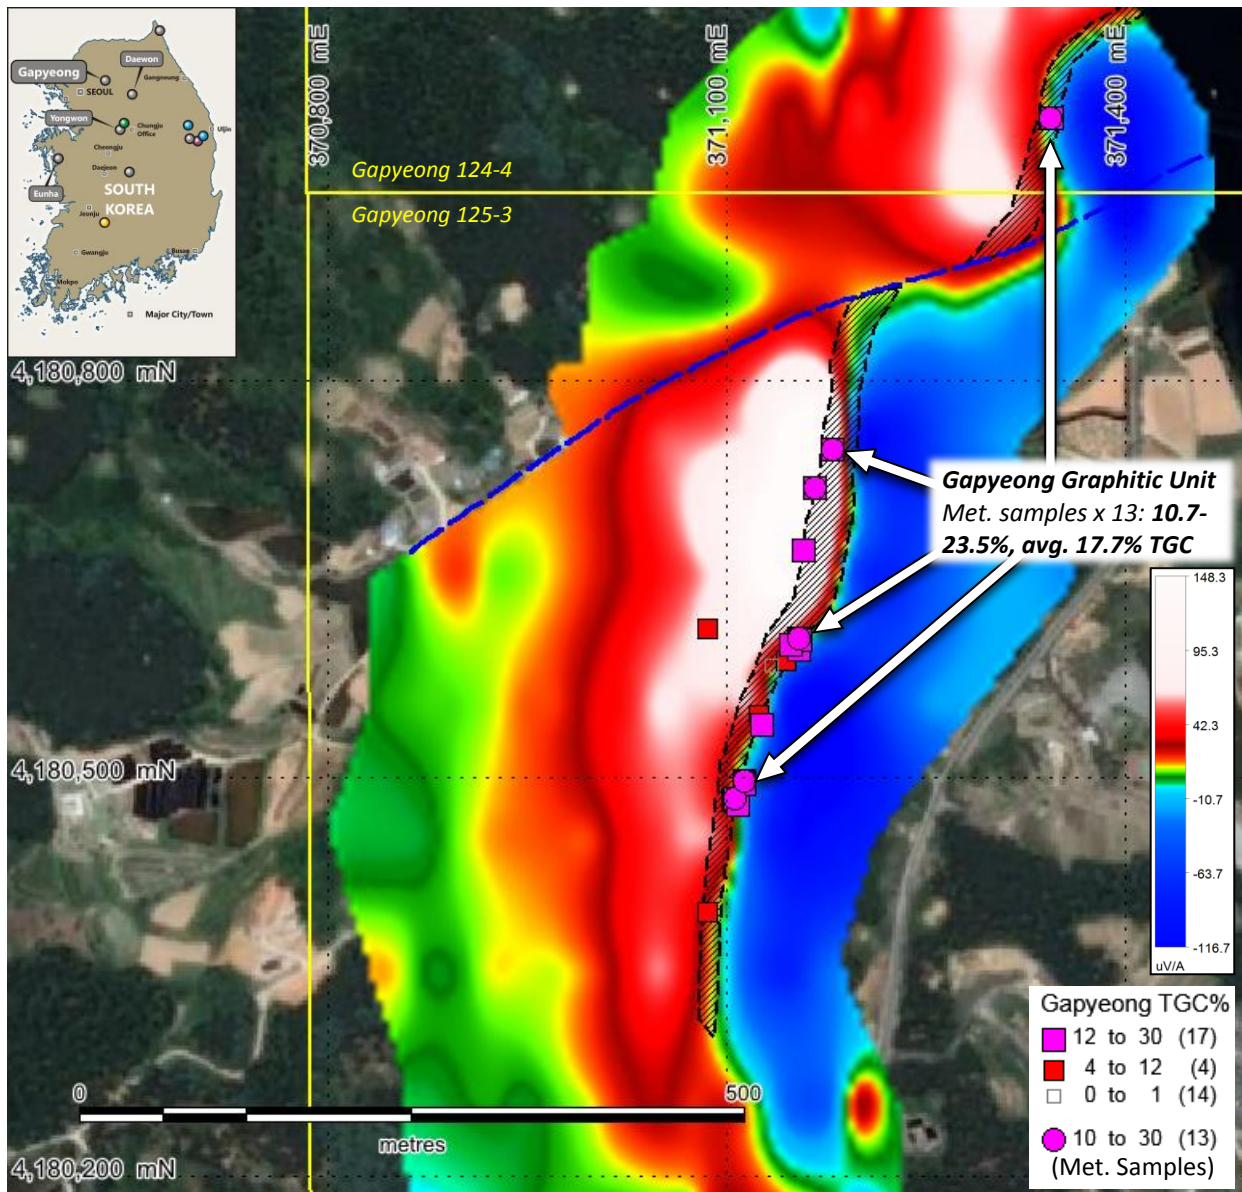 Gapyeong
Daewon
Gangneung
SEOUL
Yongwon
Chungju
Office
Uljin
Cheongju
Daejeon
Eunha
SOUTH
KOREA
Jeonju
Gwangju
Busan
Mokpo
Major City/Town
370,800 mE
371,100 mE
371,400 mE
Gapyeong 124-4
Gapyeong 125-3
4,180,800 mN
Gapyeong Graphitic Unit
Met. samples x 13: 10.7-
23.5%, avg. 17.7% TGC
148.3
95.3
42.3
-10.7
-63.7
-116.7
uV/A
4,180,500 mN
Gapyeong TGC%
12 to 30 (17)
4 to 12 (4)
0 to 1 (14)
10 to 30 (13)
(Met. Samples)
0 500
metres
4,180,200 mN